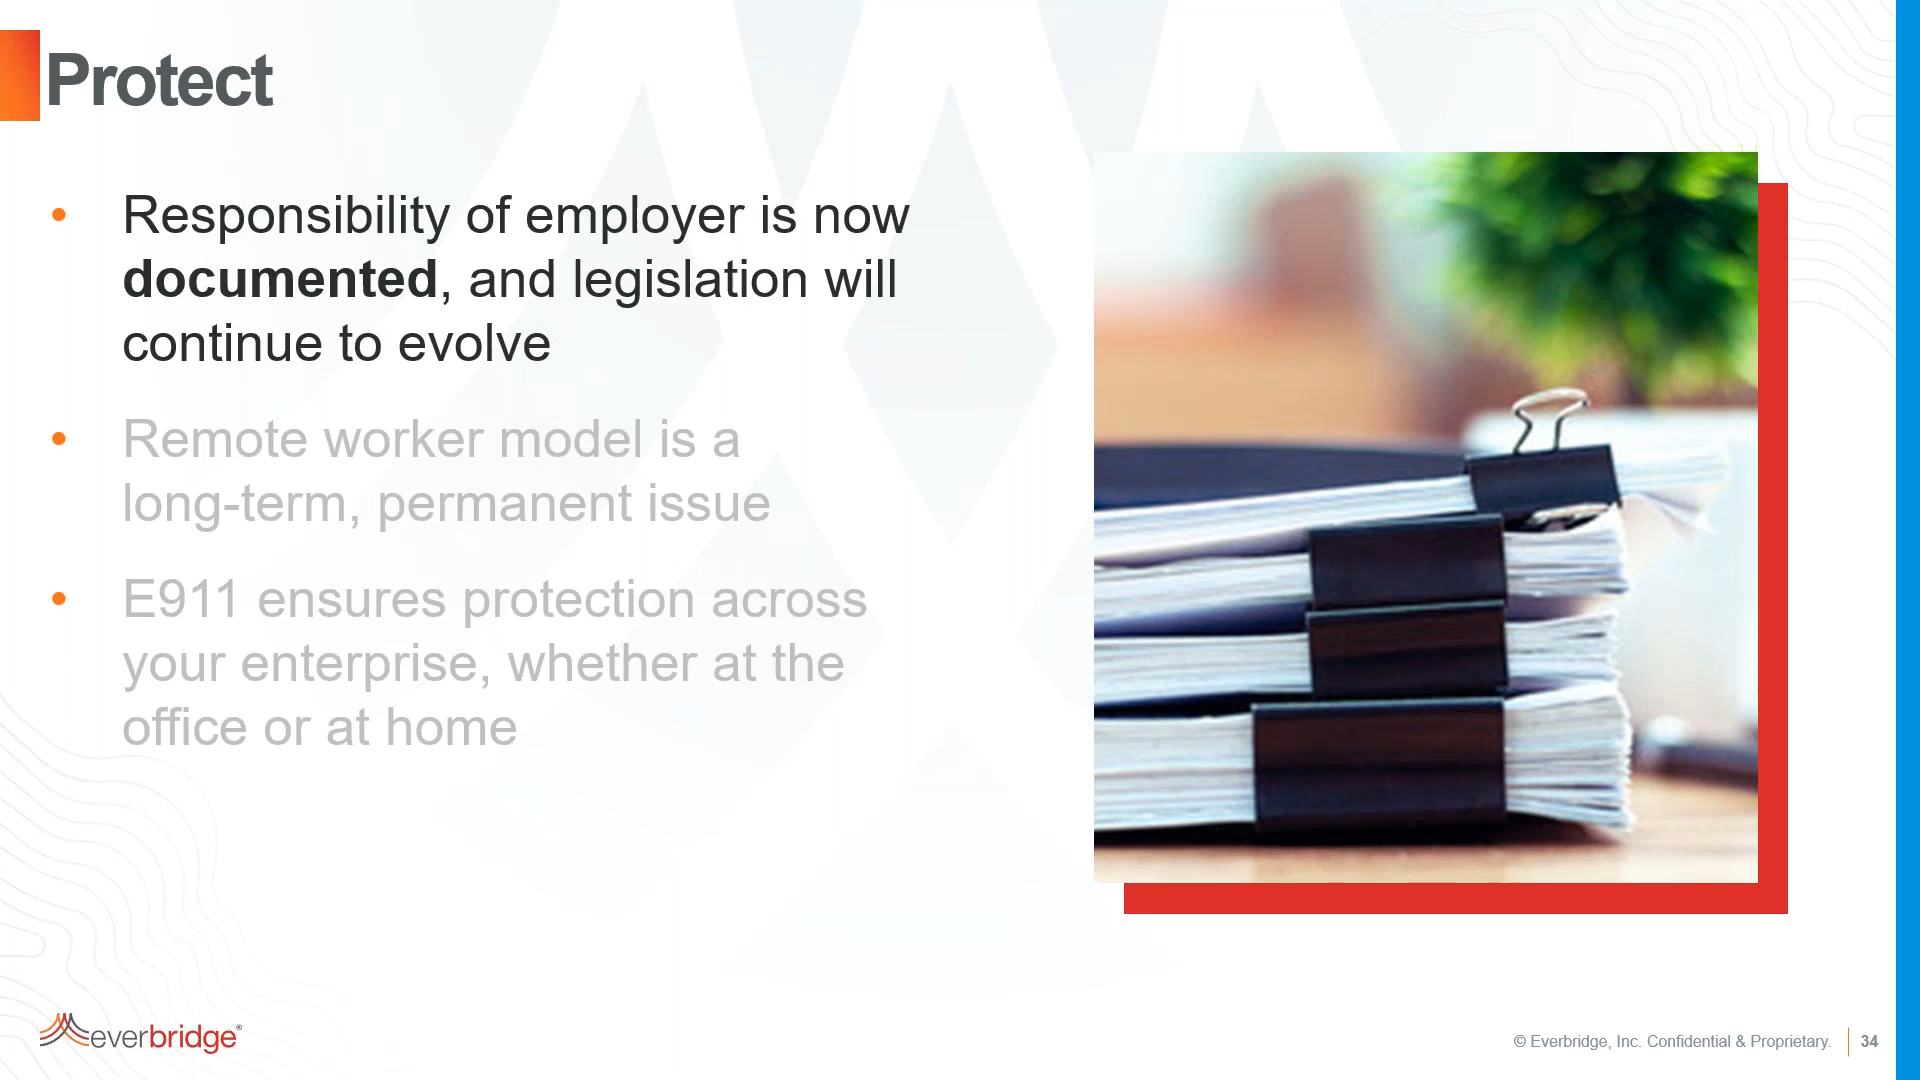 Protect
• Responsibility of employer is now
documented, and legislation will
continue to evolve
• Remote worker model is a
long-term, permanent issue
• E911 ensures protection across
your enterprise, whether at the
office or at home
everbridge®
© Everbridge, Inc. Confidential & Proprietary. 34